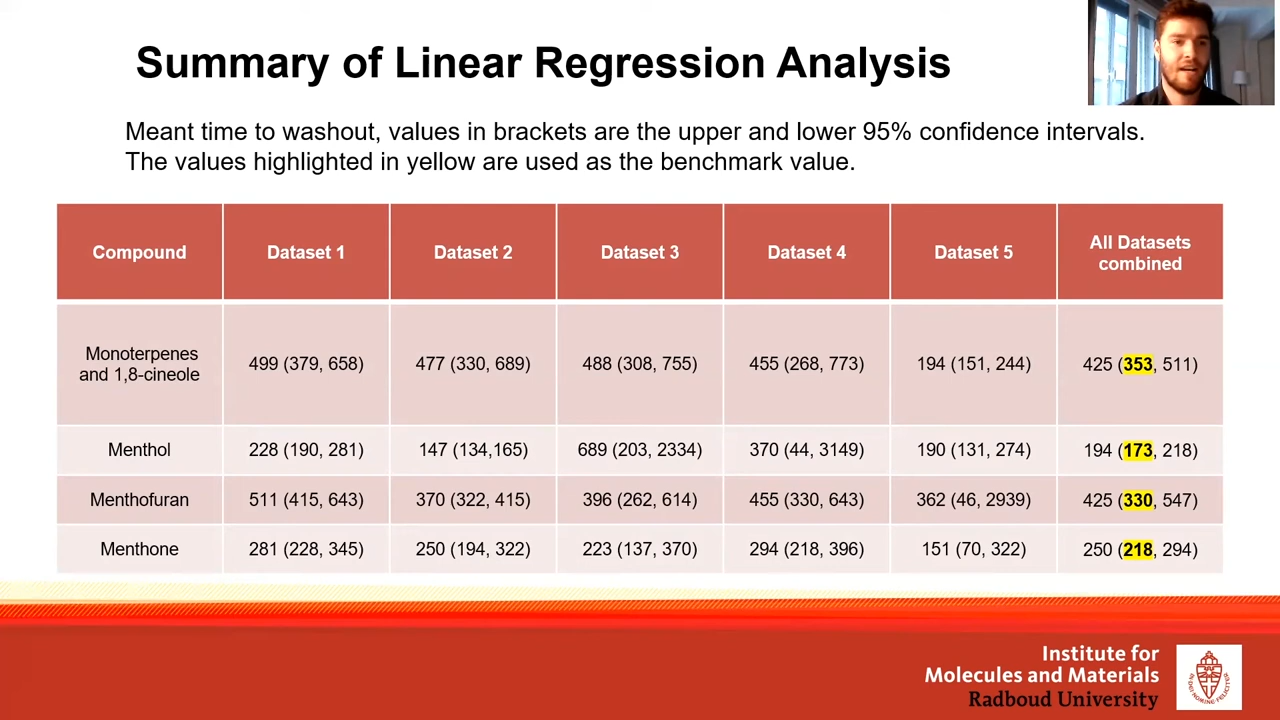 Summary of Linear Regression Analysis
Meant time to washout, values in brackets are the upper and lower 95% confidence intervals.
The values highlighted in yellow are used as the benchmark value.
Compound Dataset 1 Dataset 2 Dataset 3 Dataset 4 Dataset 5 All Datasets combined
Monoterpenes and 1,8-cineole 499 (379, 658) 477 (330, 689) 488 (308, 755) 455 (268, 773) 194 (151, 244) 425 (353, 511)
Menthol 228 (190, 281) 147 (134,165) 689 (203, 2334) 370 (44, 3149) 190 (131, 274) 194 (173, 218)
Menthofuran 511 (415, 643) 370 (322, 415) 396 (262, 614) 455 (330, 643) 362 (46, 2939) 425 (330, 547)
Menthone 281 (228, 345) 250 (194, 322) 223 (137, 370) 294 (218, 396) 151 (70, 322) 250 (218, 294)
Institute for
Molecules and Materials
Radboud University